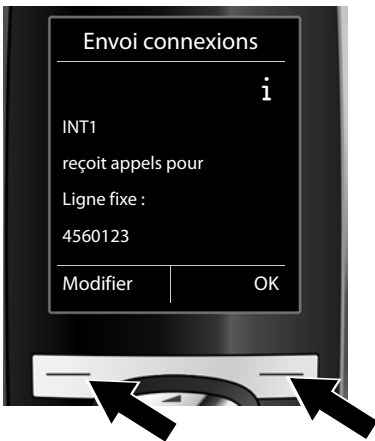 Envoi connexions
i
INT1
reçoit appels pour
Ligne fixe :
4560123
Modifier OK